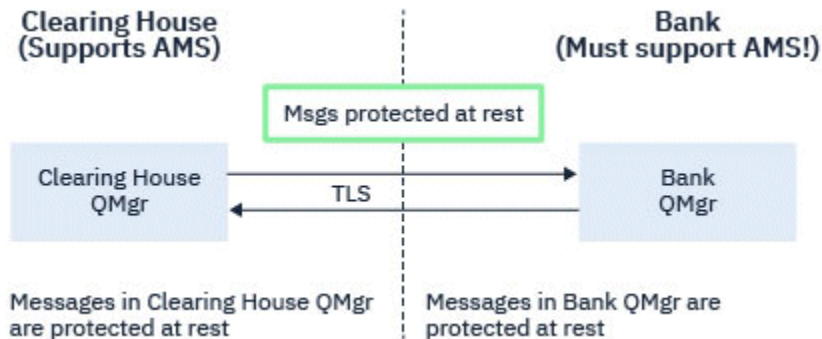 Clearing House
(Supports AMS)
Bank
(Must support AMS!)
Msgs protected at rest
Clearing House
QMgr
TLS
Bank
QMgr
Messages in Clearing House QMgr
are protected at rest
Messages in Bank QMgr are
protected at rest